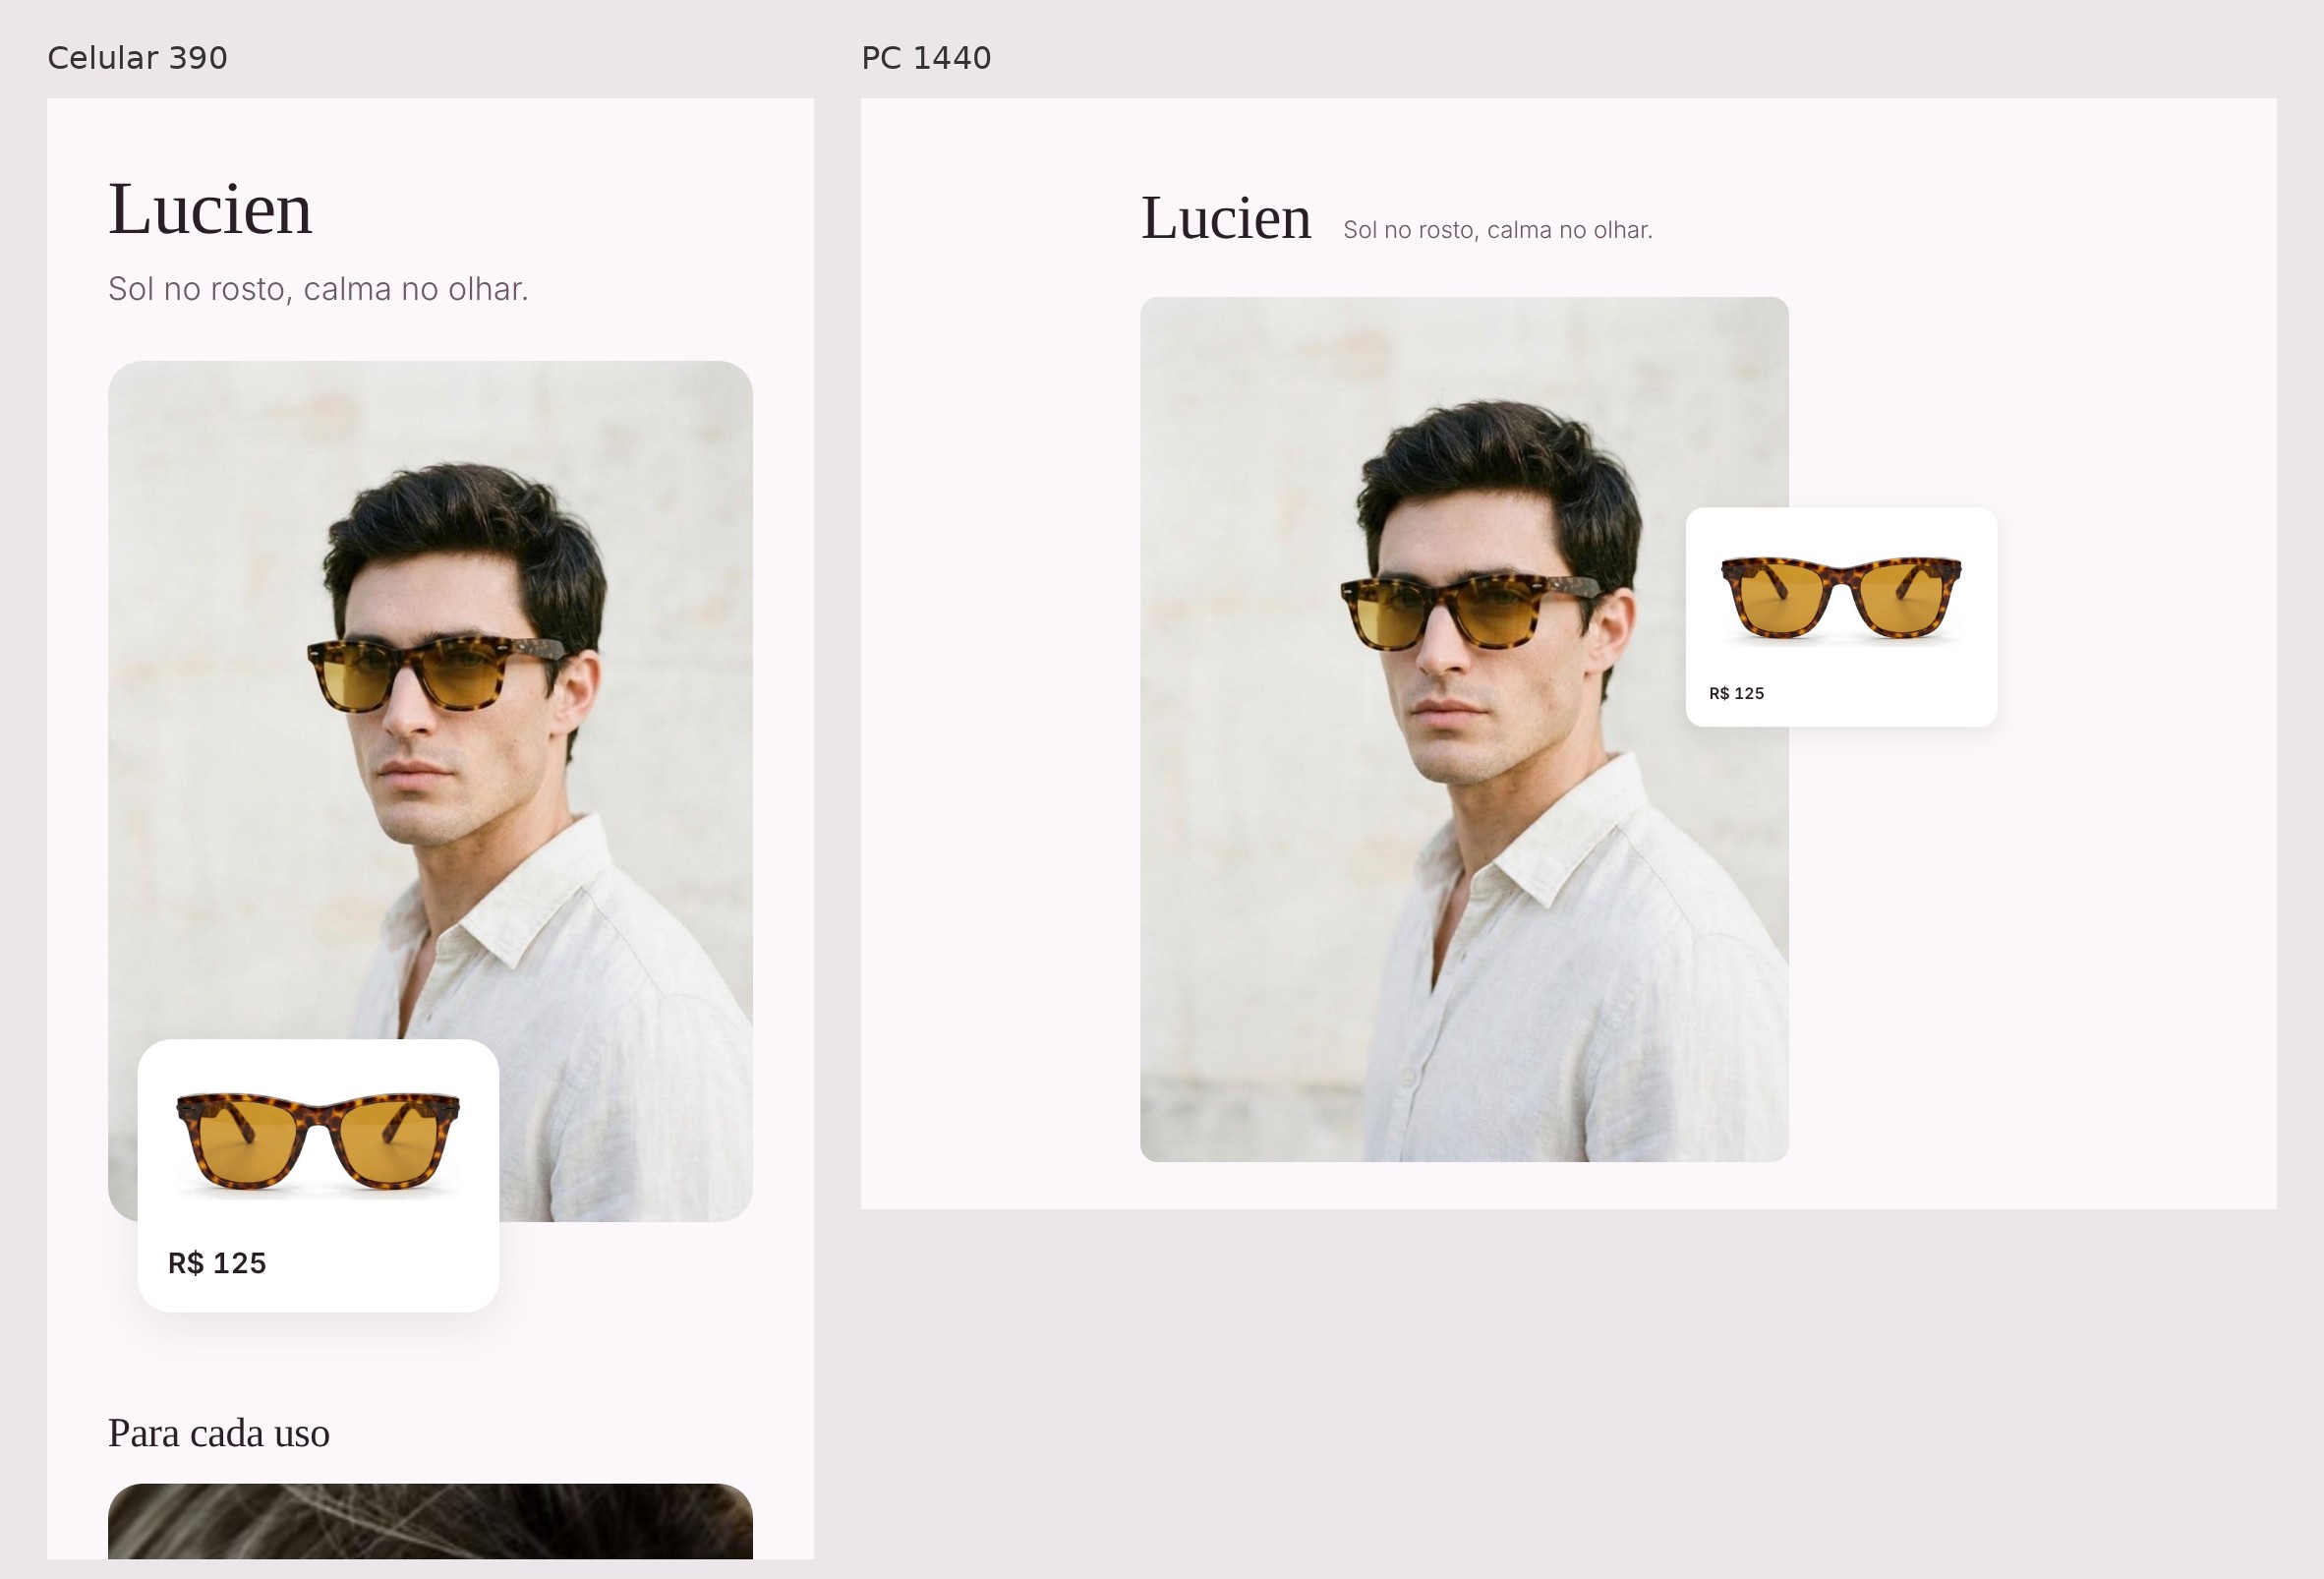 Celular 390
Lucien
Sol no rosto, calma no olhar.
R$ 125
Para cada uso
PC 1440
Lucien Sol no rosto, calma no olhar.
R$ 125